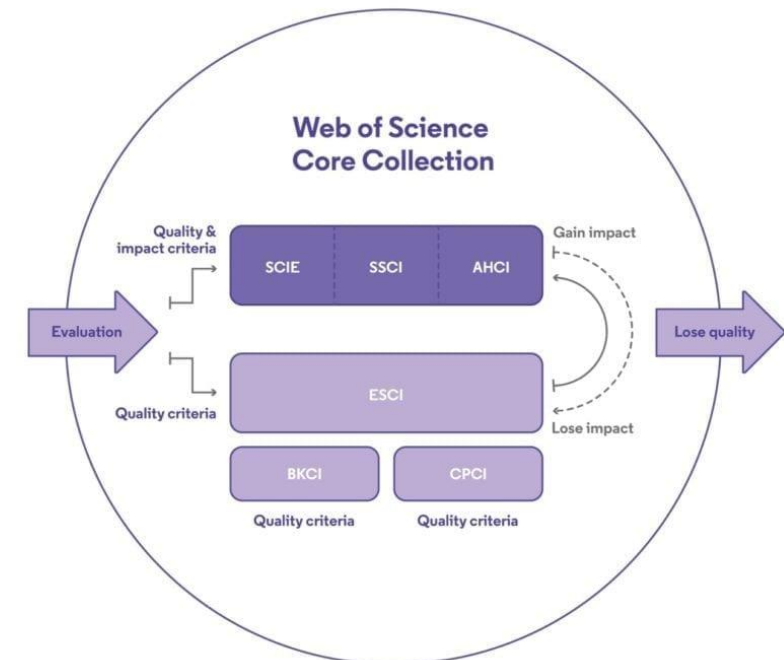 Web of Science
Core Collection
Quality &
impact criteria
Gain impact
SCIE
SSCI
AHCI
Evaluation
Lose quality
ESCI
Quality criteria
Lose impact
BKCI
CPCI
Quality criteria
Quality criteria